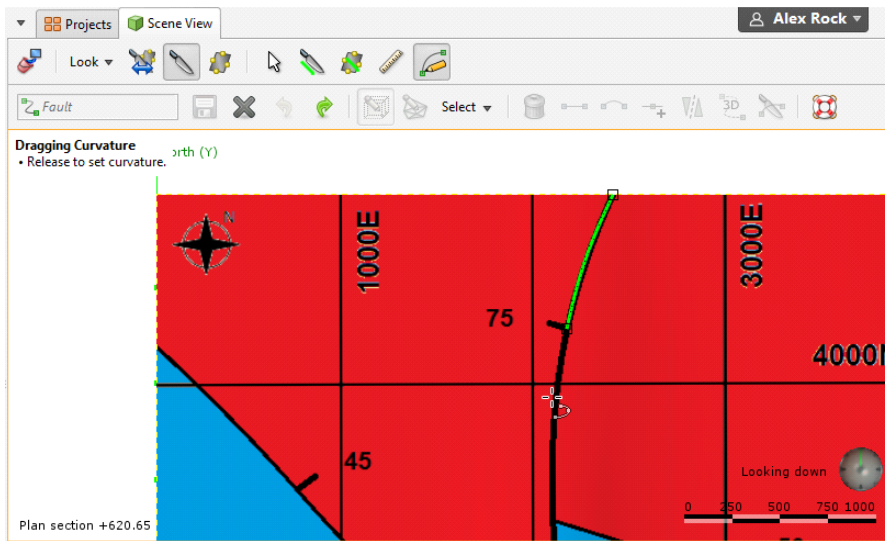 Projects
Scene View
Alex Rock
Look
Fault
Select
3D
Dragging Curvature
• Release to set curvature.
orth (Y)
N
1000E
3000E
75
4000N
45
Looking down
0 250 500 750 1000
Plan section +620.65